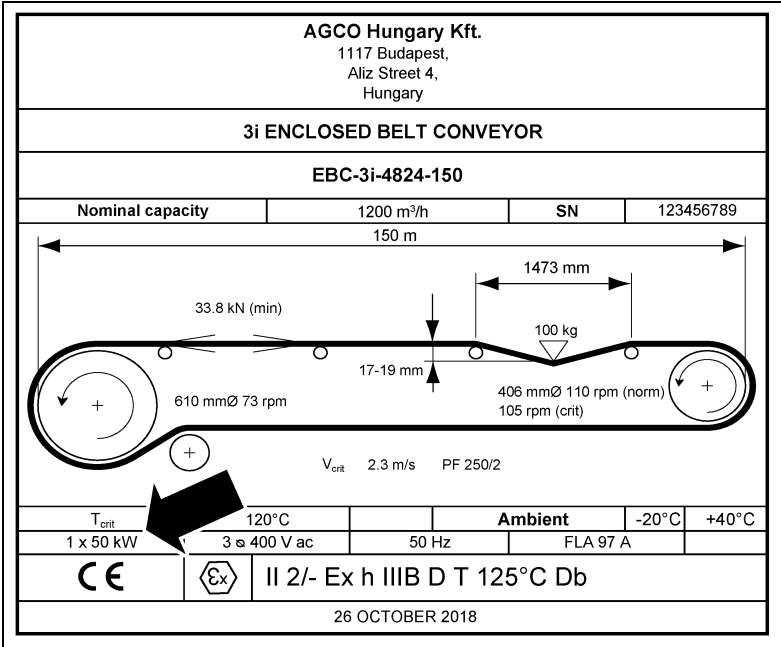 AGCO Hungary Kft.
1117 Budapest,
Aliz Street 4,
Hungary
3i ENCLOSED BELT CONVEYOR
EBC-3i-4824-150
Nominal capacity 1200 m³/h SN 123456789
150 m
1473 mm
33.8 kN (min)
100 kg
17-19 mm
610 mmØ 73 rpm
406 mmØ 110 rpm (norm)
105 rpm (crit)
Vcrit 2.3 m/s PF 250/2
Tcrit 120°C Ambient -20°C +40°C
1 x 50 kW 3 ⦰ 400 V ac 50 Hz FLA 97 A
CE Ex II 2/- Ex h IIIB D T 125°C Db
26 OCTOBER 2018